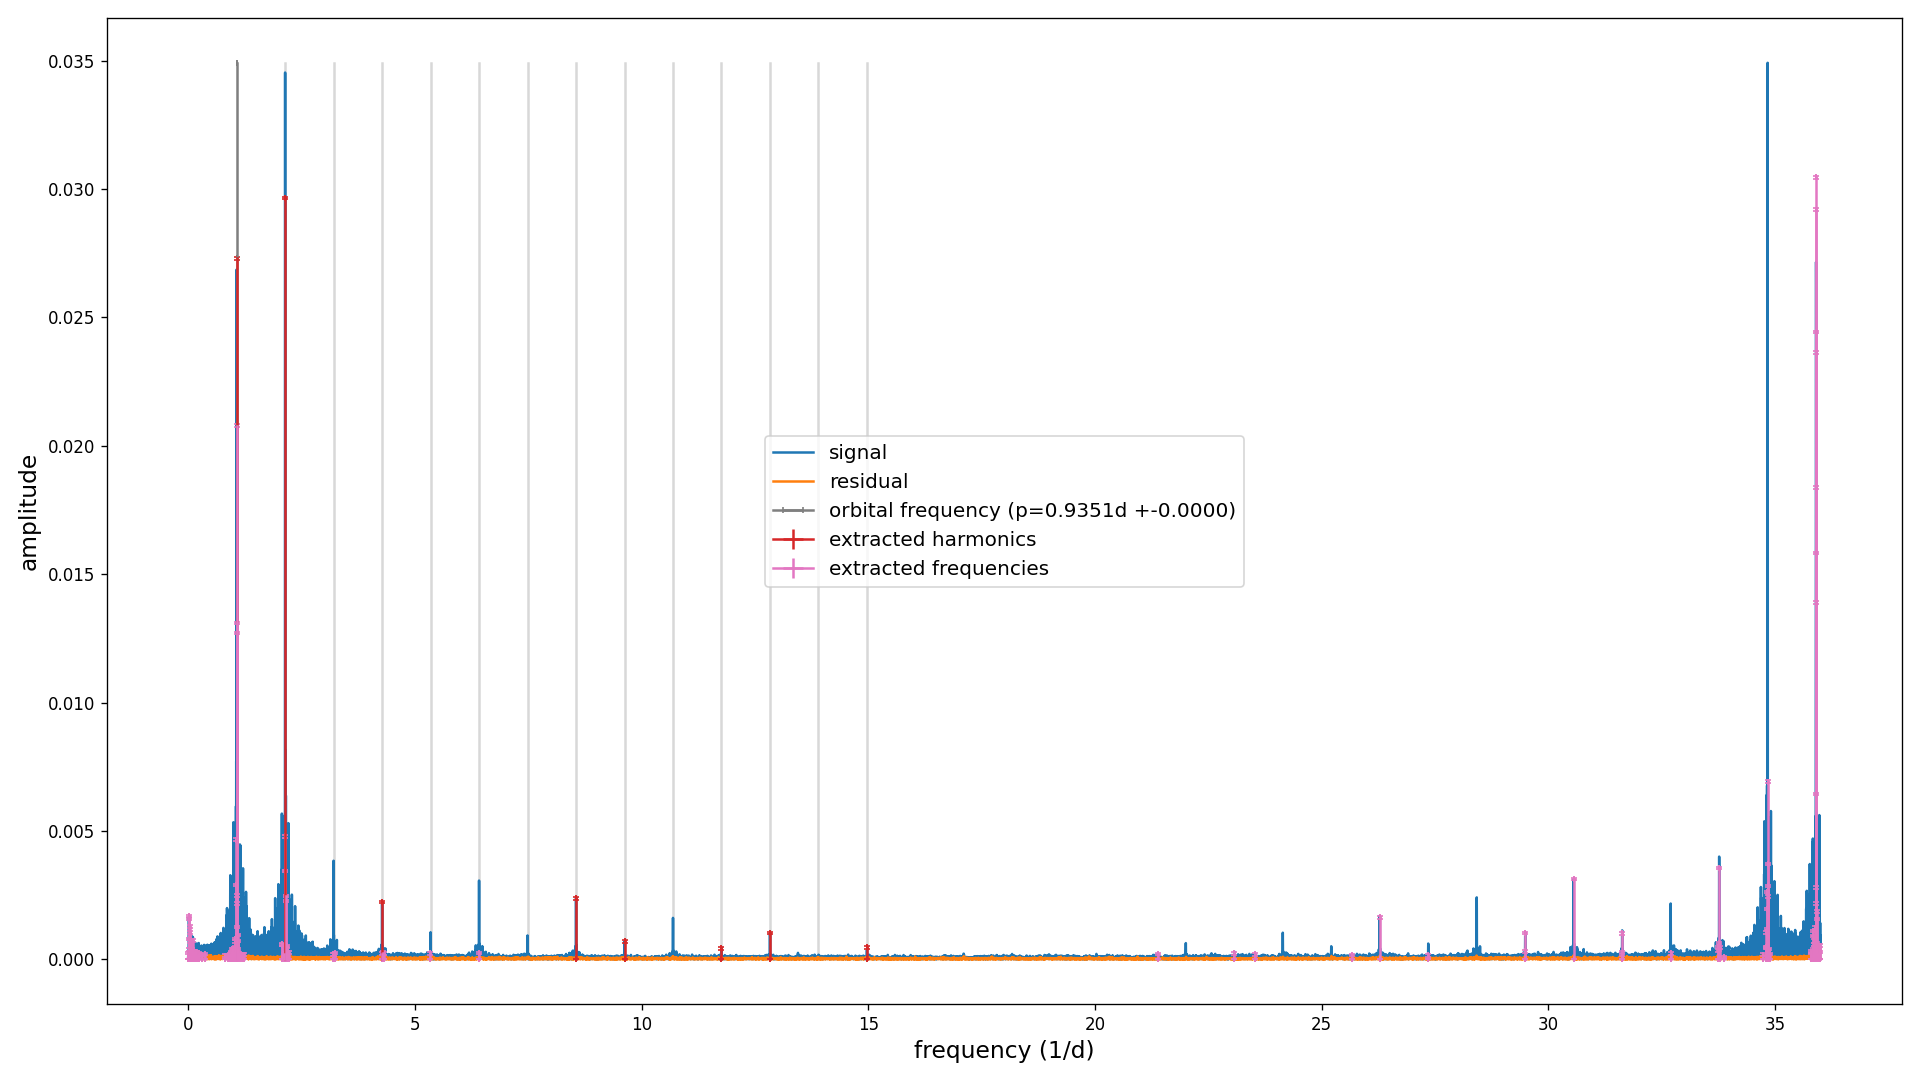 0.035
0.030
0.025
0.020
0.015
0.010
0.005
0.000
amplitude
signal
residual
orbital frequency (p=0.9351d +-0.0000)
extracted harmonics
extracted frequencies
0 5 10 15 20 25 30 35
frequency (1/d)